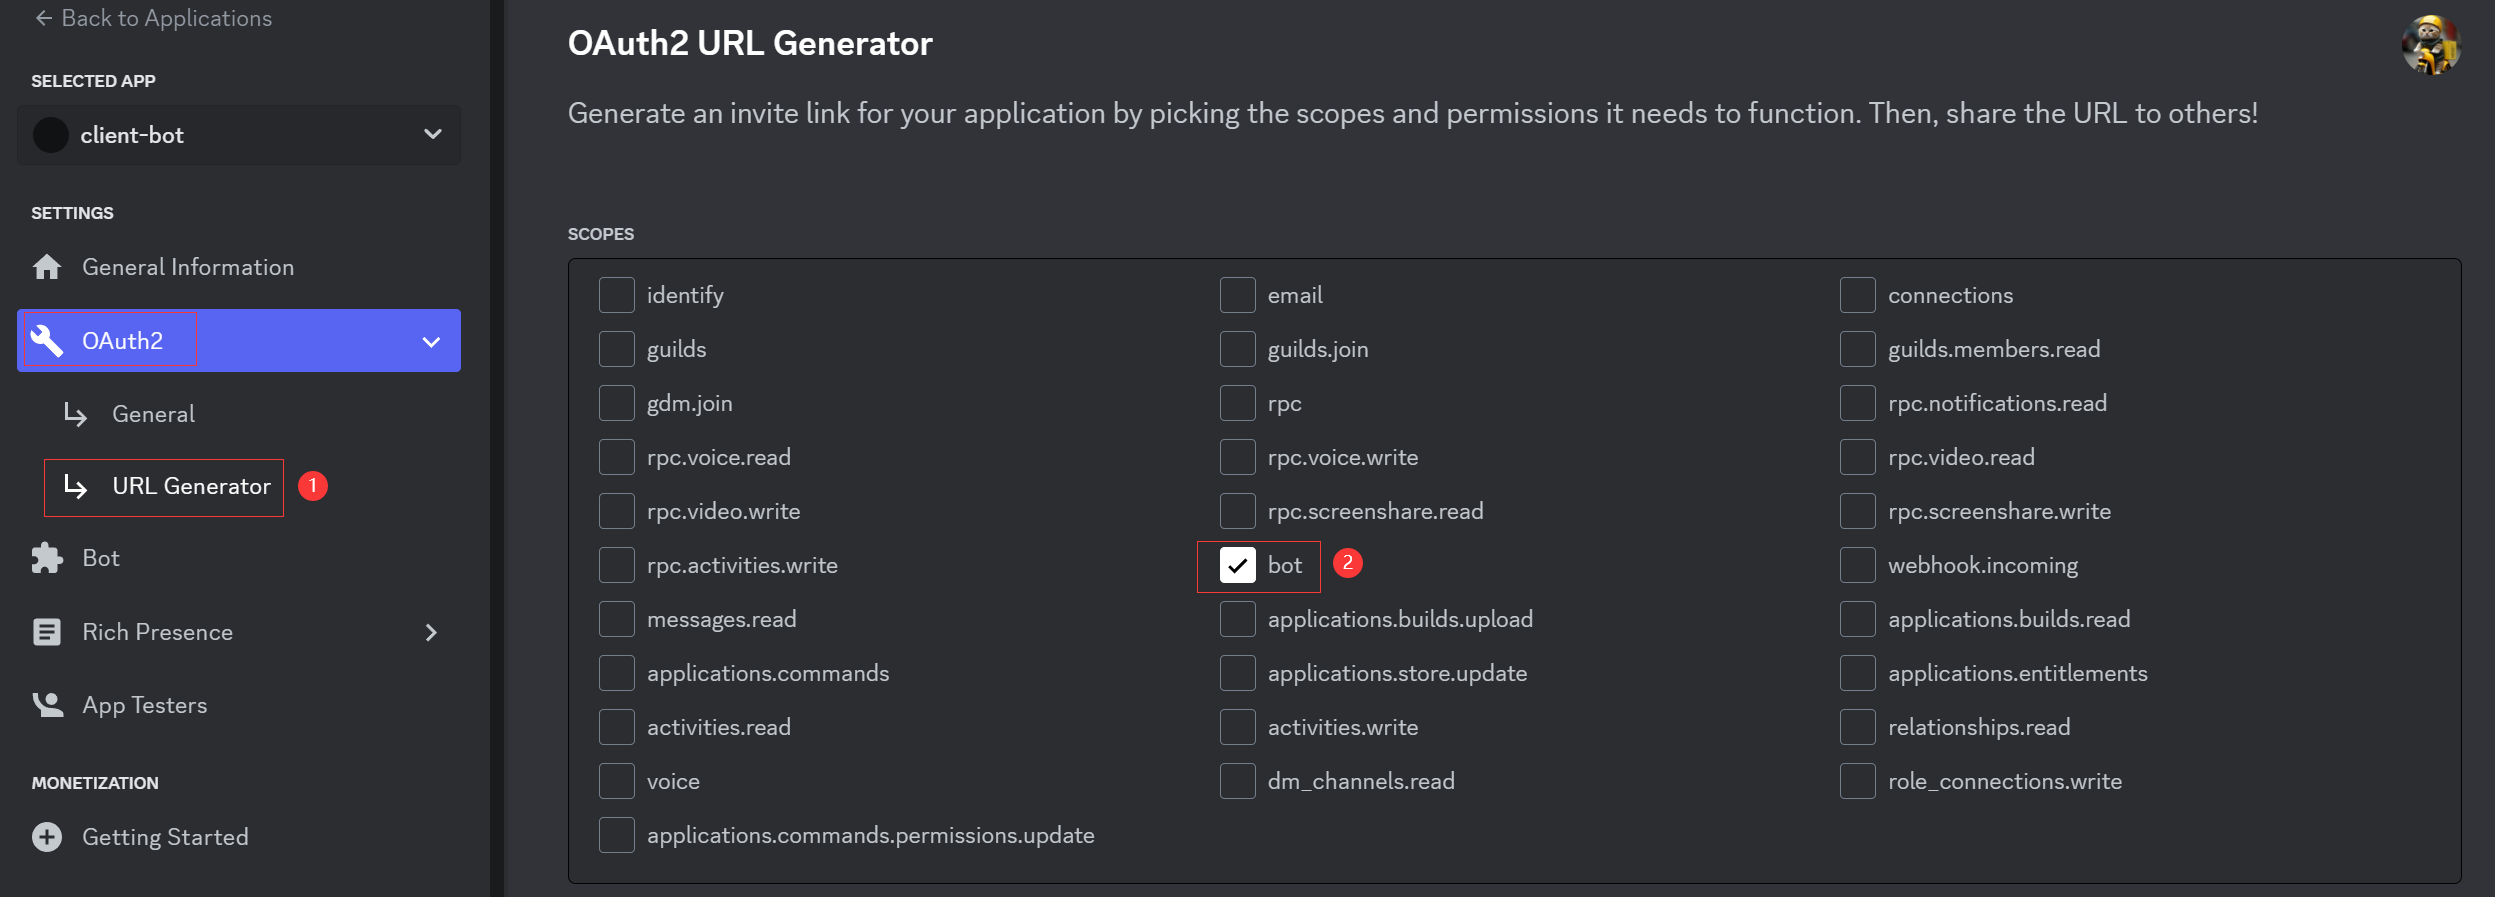 Back to Applications
SELECTED APP
client-bot
SETTINGS
General Information
OAuth2
General
URL Generator
1
Bot
Rich Presence
App Testers
MONETIZATION
Getting Started
OAuth2 URL Generator
Generate an invite link for your application by picking the scopes and permissions it needs to function. Then, share the URL to others!
SCOPES
identify
email
connections
guilds
guilds.join
guilds.members.read
gdm.join
rpc
rpc.notifications.read
rpc.voice.read
rpc.voice.write
rpc.video.read
rpc.video.write
rpc.screenshare.read
rpc.screenshare.write
rpc.activities.write
bot
2
webhook.incoming
messages.read
applications.builds.upload
applications.builds.read
applications.commands
applications.store.update
applications.entitlements
activities.read
activities.write
relationships.read
voice
dm_channels.read
role_connections.write
applications.commands.permissions.update